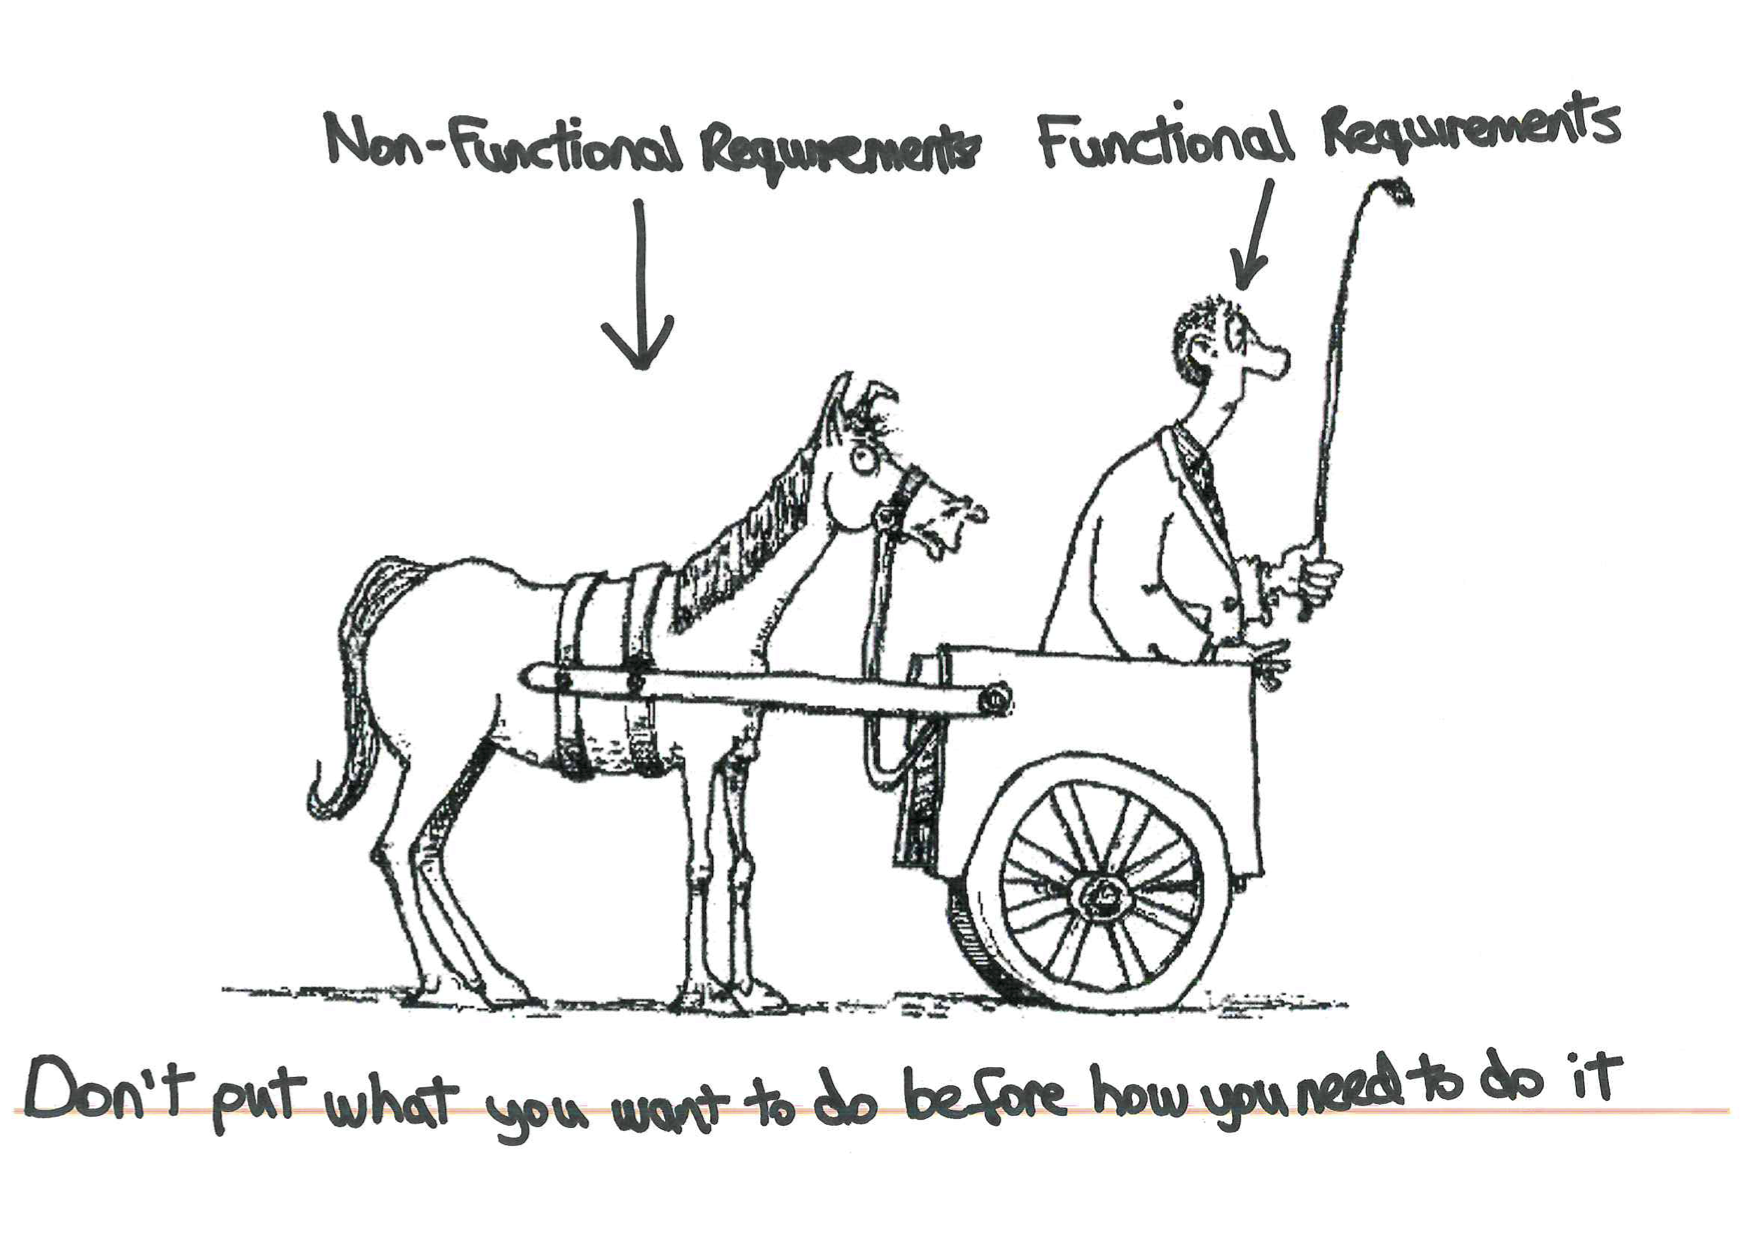 Non-Functional Requirements
Functional Requirements
Don't put what you want to do before how you need to do it